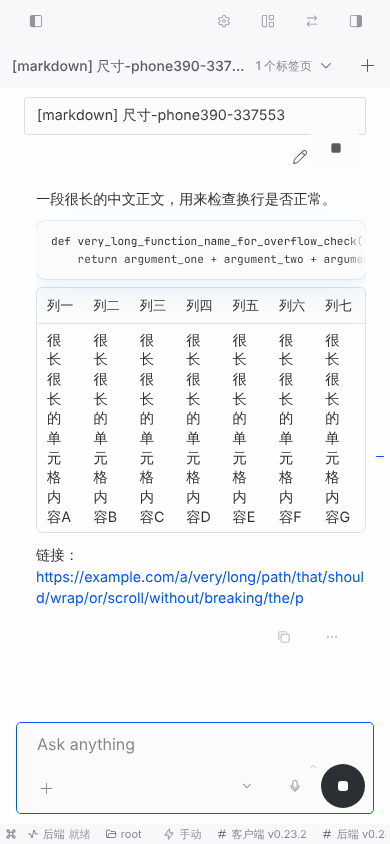 [markdown] 尺寸-phone390-337... 1 个标签页
[markdown] 尺寸-phone390-337553
一段很长的中文正文，用来检查换行是否正常。
def very_long_function_name_for_overflow_check(
return argument_one + argument_two + argume
列一 列二 列三 列四 列五 列六 列七
很 很 很 很 很 很 很
长 长 长 长 长 长 长
很 很 很 很 很 很 很
长 长 长 长 长 长 长
的 的 的 的 的 的 的
单 单 单 单 单 单 单
元 元 元 元 元 元 元
格 格 格 格 格 格 格
内 内 内 内 内 内 内
容A 容B 容C 容D 容E 容F 容G
链接：
https://example.com/a/very/long/path/that/shoul
d/wrap/or/scroll/without/breaking/the/p
Ask anything
后端 就绪 root 手动 # 客户端 v0.23.2 # 后端 v0.2